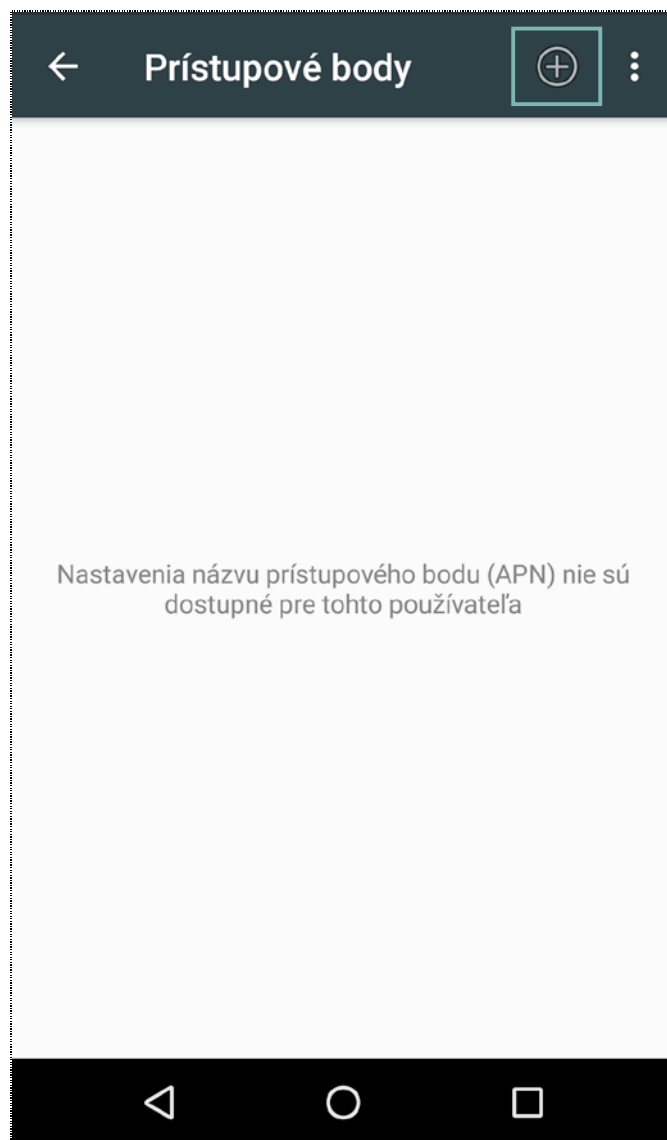 Prístupové body
Nastavenia názvu prístupového bodu (APN) nie sú
dostupné pre tohto používateľa